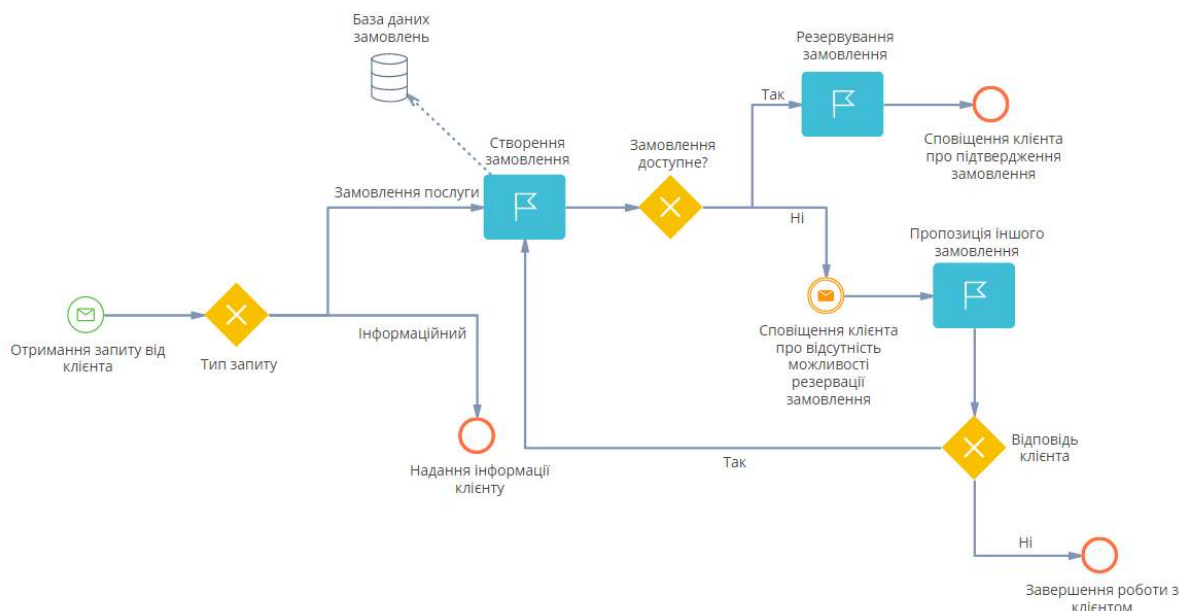 База даних
замовлень
Резервування
замовлення
Так
Створення
замовлення
Замовлення
доступне?
Сповіщення клієнта
про підтвердження
замовлення
Замовлення послуги
Ні
Пропозиція іншого
замовлення
Отримання запиту від
клієнта
Тип запиту
Інформаційний
Сповіщення клієнта
про відсутність
можливості
резервації
замовлення
Надання інформації
клієнту
Так
Відповідь
клієнта
Ні
Завершення роботи з
клієнтом